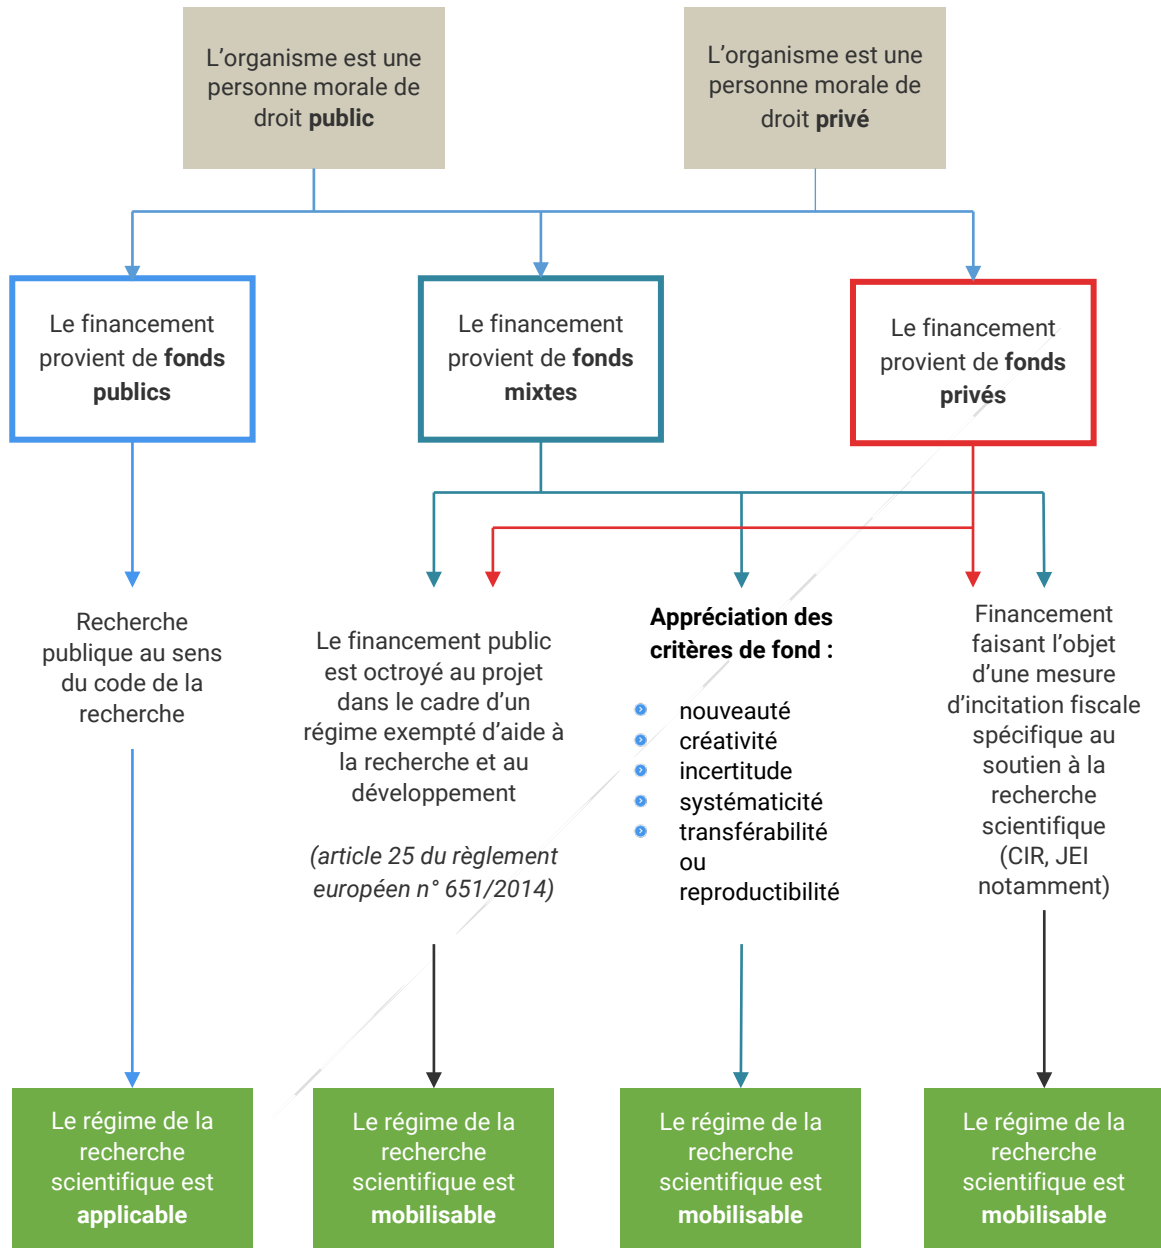 L’organisme est une
personne morale de
droit public
L’organisme est une
personne morale de
droit privé
Le financement
provient de fonds
publics
Le financement
provient de fonds
mixtes
Le financement
provient de fonds
privés
Recherche
publique au sens
du code de la
recherche
Le financement public
est octroyé au projet
dans le cadre d’un
régime exempté d’aide à
la recherche et au
développement
(article 25 du règlement
européen n° 651/2014)
Appréciation des
critères de fond :
nouveauté
créativité
incertitude
systématicité
transférabilité
ou
reproductibilité
Financement
faisant l’objet
d’une mesure
d’incitation fiscale
spécifique au
soutien à la
recherche
scientifique
(CIR, JEI
notamment)
Le régime de la
recherche
scientifique est
applicable
Le régime de la
recherche
scientifique est
mobilisable
Le régime de la
recherche
scientifique est
mobilisable
Le régime de la
recherche
scientifique est
mobilisable